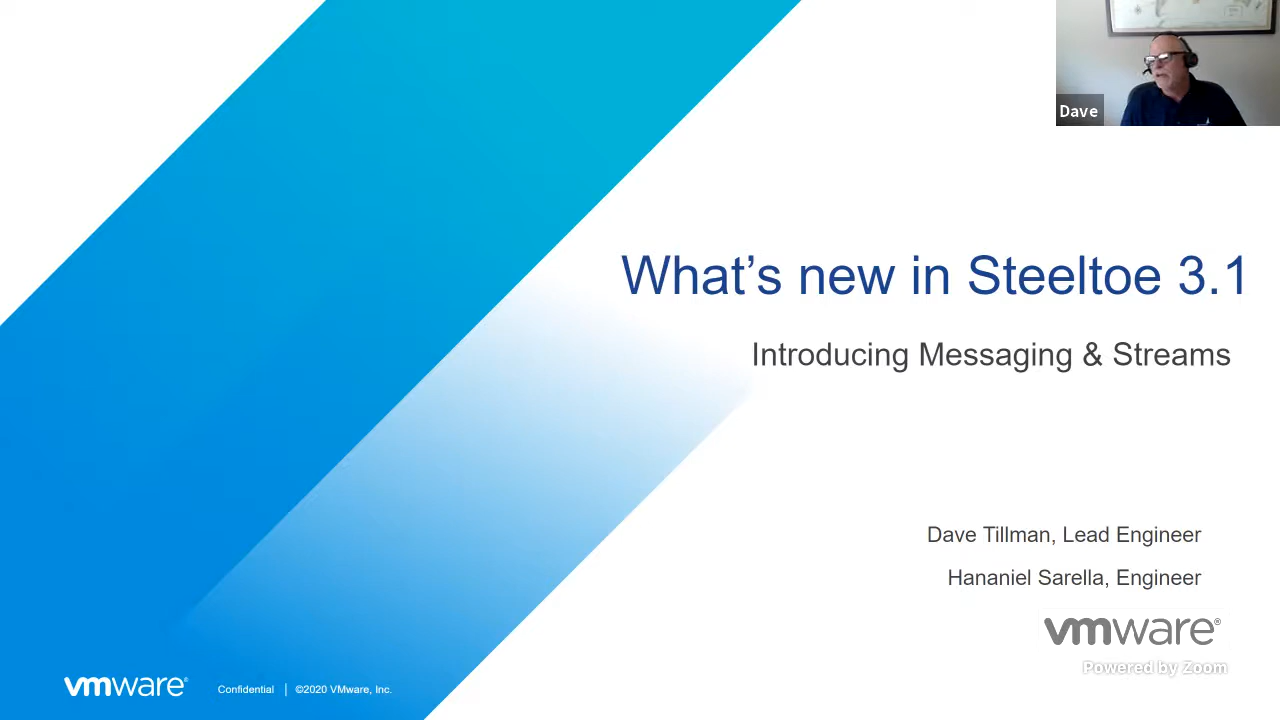 Dave
What's new in Steeltoe 3.1
Introducing Messaging & Streams
Dave Tillman, Lead Engineer
Hananiel Sarella, Engineer
vmware®
Powered by Zoom
vmware® Confidential | ©2020 VMware, Inc.